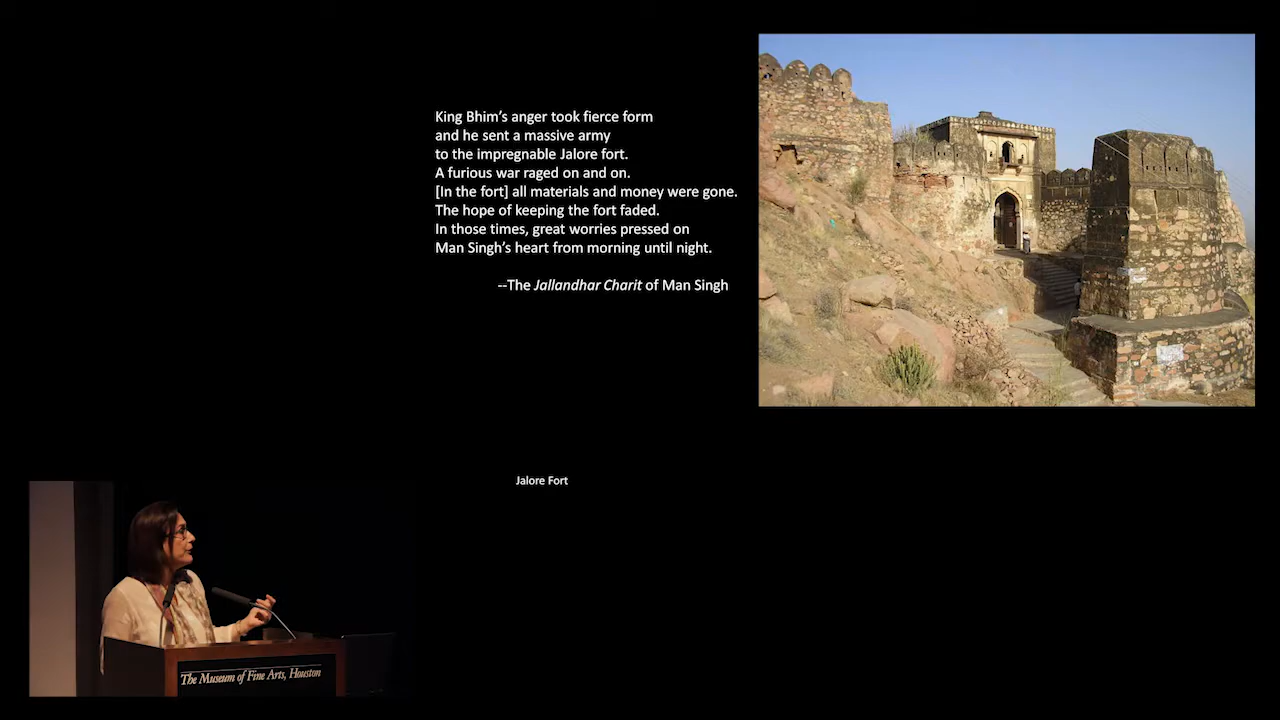 King Bhim’s anger took fierce form
and he sent a massive army
to the impregnable Jalore fort.
A furious war raged on and on.
[In the fort] all materials and money were gone.
The hope of keeping the fort faded.
In those times, great worries pressed on
Man Singh’s heart from morning until night.
--The Jallandhar Charit of Man Singh
Jalore Fort
The Museum of Fine Arts, Houston